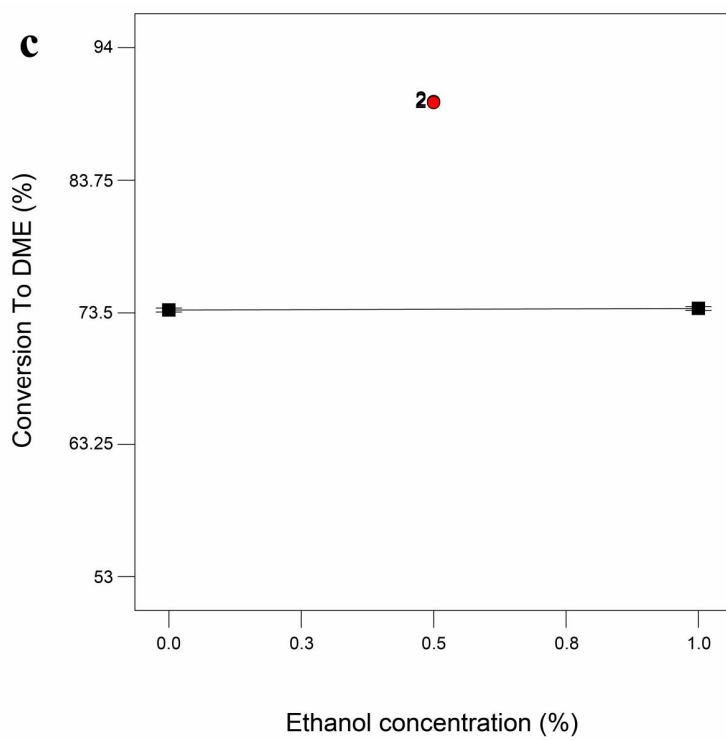 c
94
2
83.75
73.5
63.25
53
Conversion To DME (%)
0.0 0.3 0.5 0.8 1.0
Ethanol concentration (%)